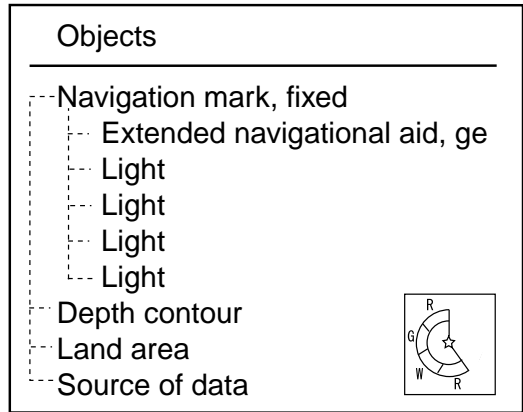 Objects
Navigation mark, fixed
Extended navigational aid, ge
Light
Light
Light
Light
Depth contour
Land area
Source of data
R
G
W
R